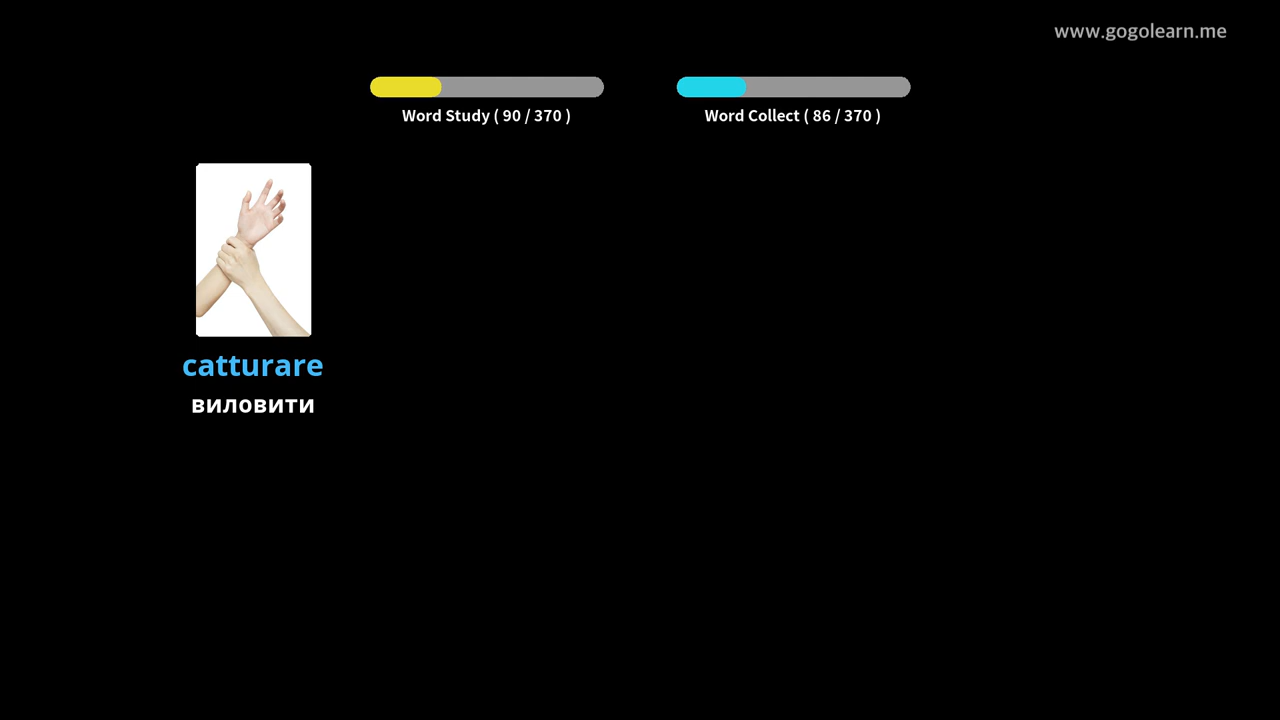 www.gogolearn.me
Word Study ( 90 / 370 )
Word Collect ( 86 / 370 )
catturare
виловити